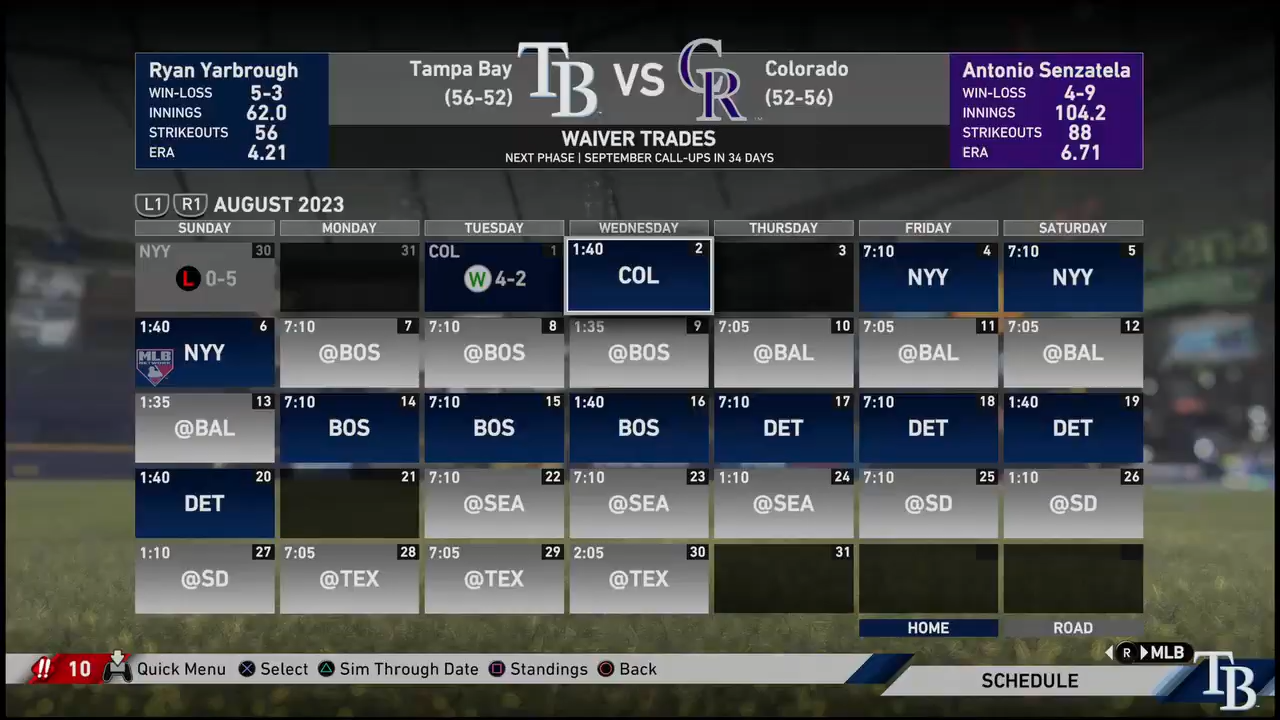 Ryan Yarbrough
WIN-LOSS 5-3
INNINGS 62.0
STRIKEOUTS 56
ERA 4.21
Tampa Bay
(56-52)
TB VS CR
Colorado
(52-56)
WAIVER TRADES
NEXT PHASE | SEPTEMBER CALL-UPS IN 34 DAYS
Antonio Senzatela
WIN-LOSS 4-9
INNINGS 104.2
STRIKEOUTS 88
ERA 6.71
L1 R1 AUGUST 2023
SUNDAY MONDAY TUESDAY WEDNESDAY THURSDAY FRIDAY SATURDAY
NYY 30 31 COL 1 1:40 2 3 7:10 4 7:10 5
L 0-5 W 4-2 COL NYY NYY
1:40 6 7:10 7 7:10 8 1:35 9 7:05 10 7:05 11 7:05 12
MLB NETWORK NYY @BOS @BOS @BOS @BAL @BAL @BAL
1:35 13 7:10 14 7:10 15 1:40 16 7:10 17 7:10 18 1:40 19
@BAL BOS BOS BOS DET DET DET
1:40 20 21 7:10 22 7:10 23 1:10 24 7:10 25 1:10 26
DET @SEA @SEA @SEA @SD @SD
1:10 27 7:05 28 7:05 29 2:05 30 31
@SD @TEX @TEX @TEX
HOME ROAD
R MLB
!! 10 Quick Menu Select Sim Through Date Standings Back
SCHEDULE TB